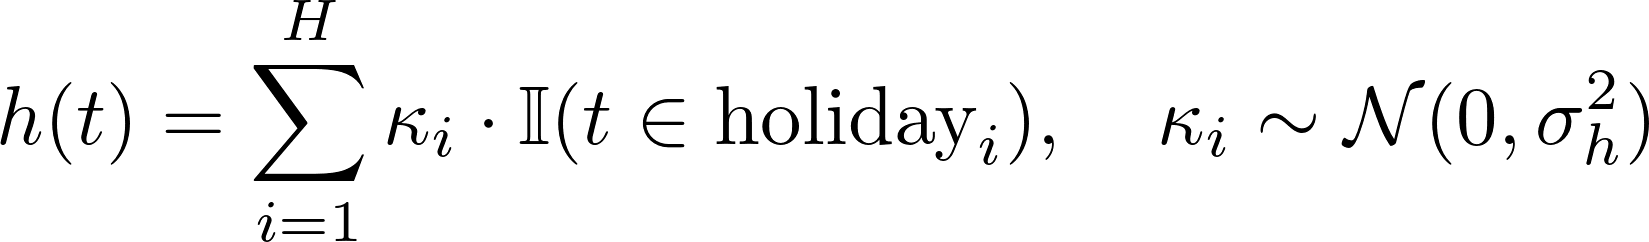 h(t) = \sum_{i=1}^{H} \kappa_i \cdot \mathbb{I}(t \in \text{holiday}_i), \quad \kappa_i \sim \mathcal{N}(0, \sigma_h^2)